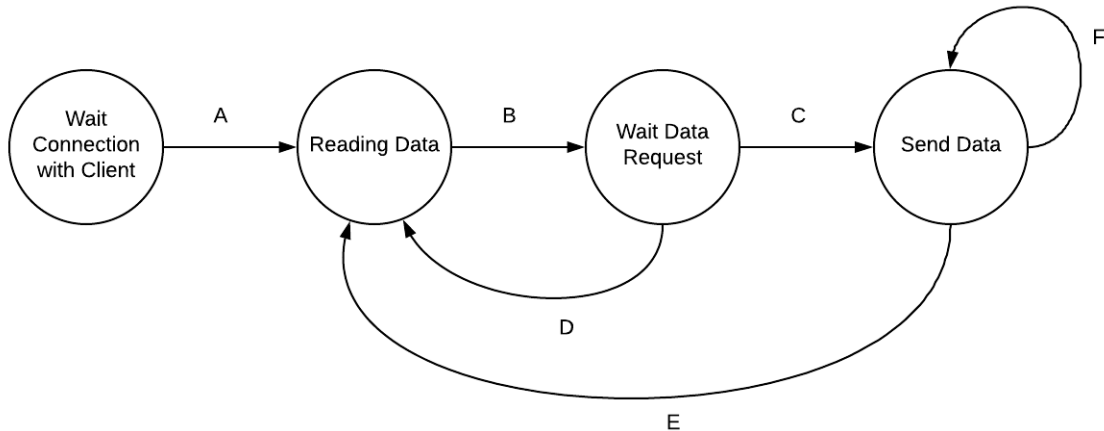 Wait
Connection
with Client
A
Reading Data
B
Wait Data
Request
C
Send Data
F
D
E